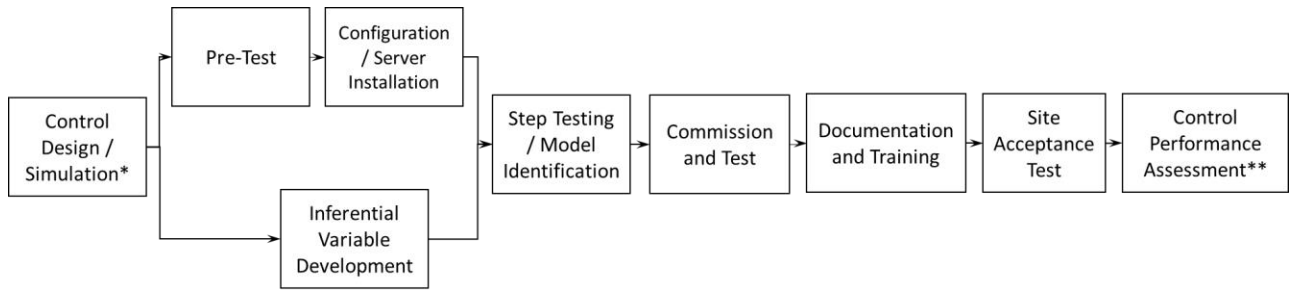 Control
Design /
Simulation*
Pre-Test
Configuration
/ Server
Installation
Inferential
Variable
Development
Step Testing
/ Model
Identification
Commission
and Test
Documentation
and Training
Site
Acceptance
Test
Control
Performance
Assessment**